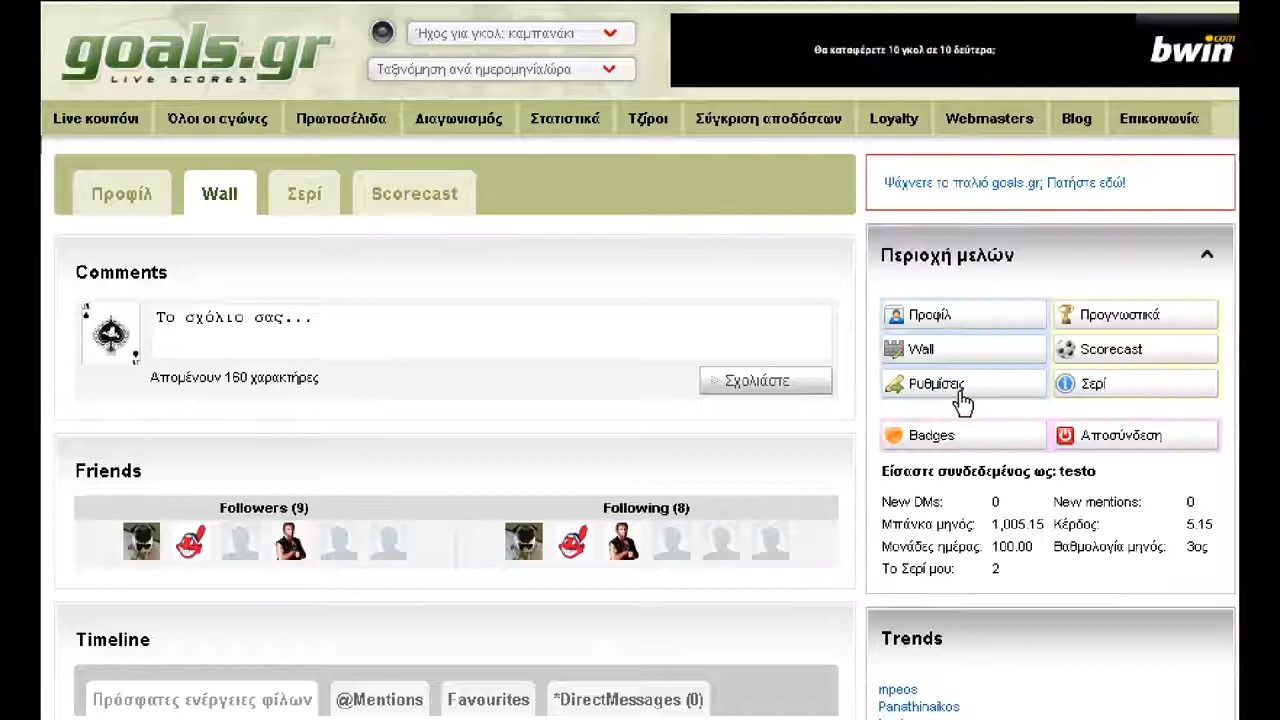 goals.gr
LIVE SCORES
Ήχος για γκολ: καμπανάκι
Ταξινόμηση ανά ημερομηνία/ώρα
Θα καταφέρετε 10 γκολ σε 10 δεύτερα;
bwin.com
Live κουπόνι Όλοι οι αγώνες Πρωτοσέλιδα Διαγωνισμός Στατιστικά Τζίροι Σύγκριση αποδόσεων Loyalty Webmasters Blog Επικοινωνία
Προφίλ Wall Σερί Scorecast
Ψάχνετε το παλιό goals.gr; Πατήστε εδώ!
Comments
Το σχόλιο σας...
Απομένουν 160 χαρακτήρες
Σχολιάστε
Περιοχή μελών
Προφίλ Προγνωστικά
Wall Scorecast
Ρυθμίσεις Σερί
Badges Αποσύνδεση
Είσαστε συνδεδεμένος ως: testo
New DMs: 0 New mentions: 0
Μπάνκα μηνός: 1,005.15 Κέρδος: 5.15
Μονάδες ημέρας: 100.00 Βαθμολογία μηνός: 3ος
Το Σερί μου: 2
Friends
Followers (9) Following (8)
Timeline
Πρόσφατες ενέργειες φίλων @Mentions Favourites *DirectMessages (0)
Trends
mpeos
Panathinaikos